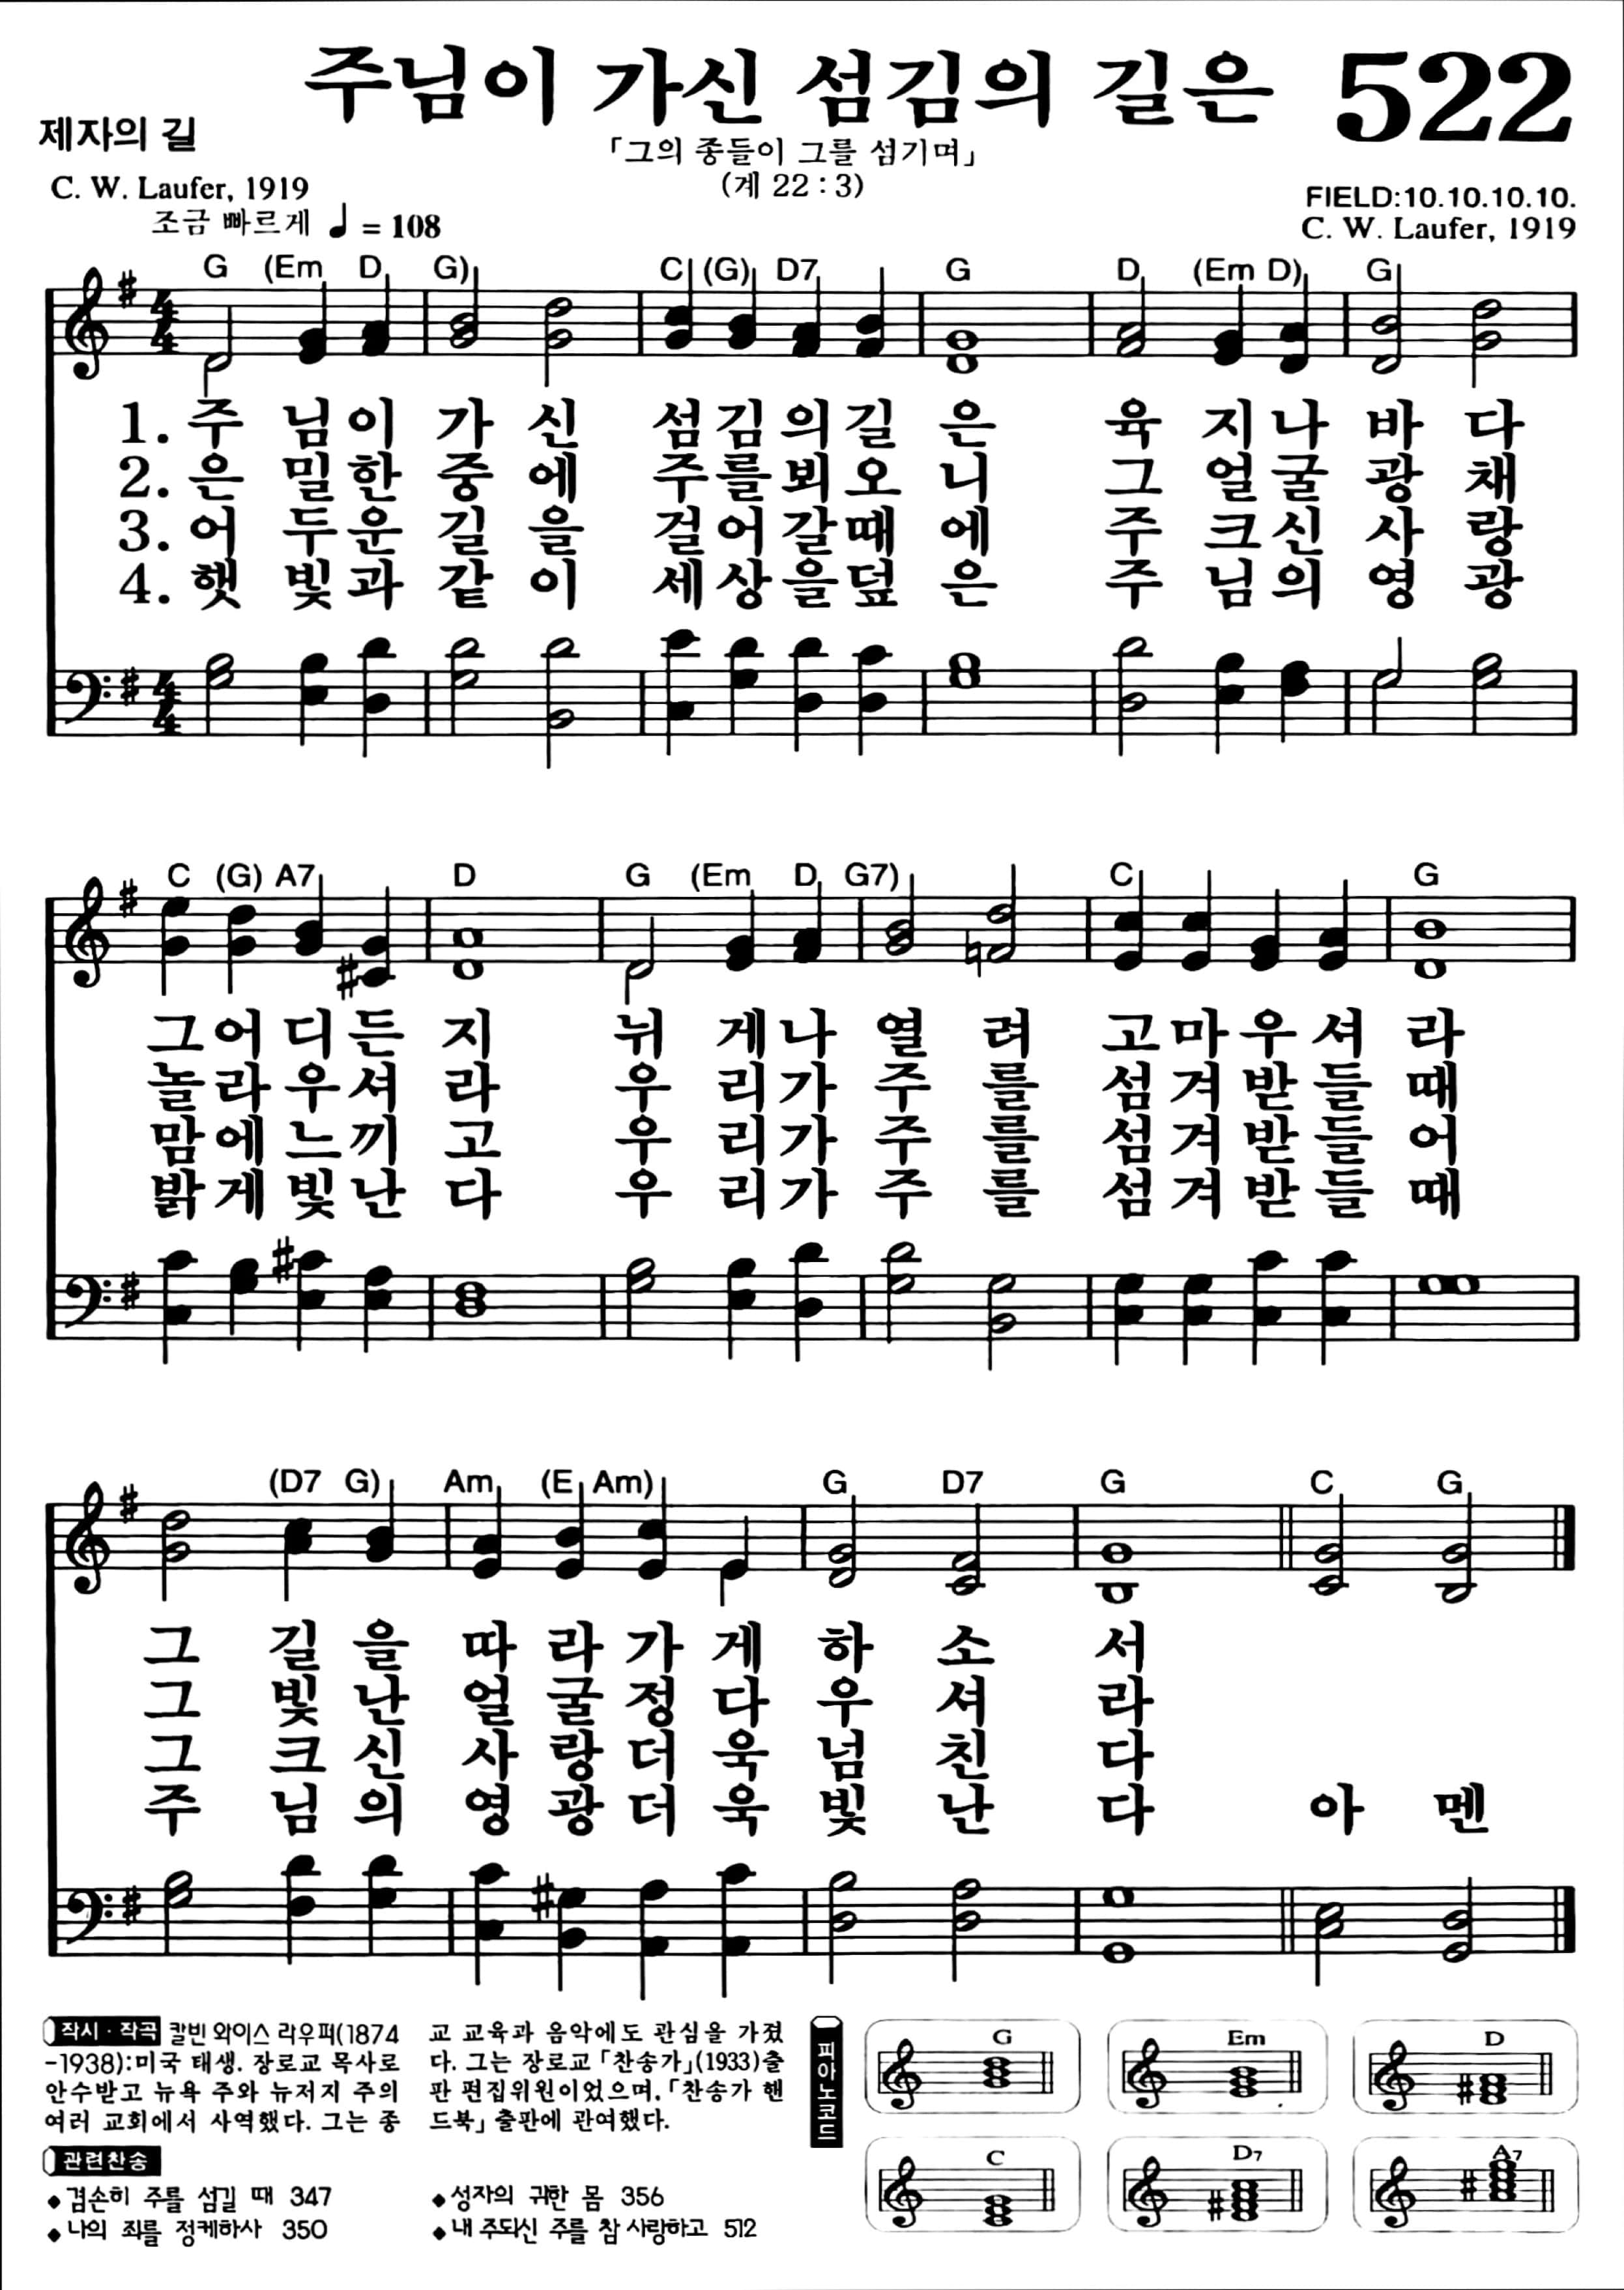 주님이 가신 섬김의 길은 522
제자의 길
「그의 종들이 그를 섬기며」
(계 22 : 3)
C. W. Laufer, 1919
조금 빠르게 ♩ = 108
FIELD:10.10.10.10.
C. W. Laufer, 1919
G (Em D G) C (G) D7 G D (Em D) G
1. 주 님 이 가 신 섬 김 의 길 은 육 지 나 바 다
2. 은 밀 한 중 에 주 를 뵈 오 니 그 얼 굴 광 채
3. 어 두 운 길 을 걸 어 갈 때 에 주 크 신 사 랑
4. 햇 빛 과 같 이 세 상 을 덮 은 주 님 의 영 광
C (G) A7 D G (Em D G7) C G
그 어 디 든 지 뉘 게 나 열 려 고 마 우 셔 라
놀 라 우 셔 라 우 리 가 주 를 섬 겨 받 들 때
맘 에 느 끼 고 우 리 가 주 를 섬 겨 받 들 어
밝 게 빛 난 다 우 리 가 주 를 섬 겨 받 들 때
(D7 G) Am (E Am) G D7 G C G
그 길 을 따 라 가 게 하 소 서
그 빛 난 얼 굴 정 다 우 셔 라
그 크 신 사 랑 더 욱 넘 친 다
주 님 의 영 광 더 욱 빛 난 다 아 멘
작시 · 작곡 칼빈 와이스 라우퍼(1874
-1938):미국 태생. 장로교 목사로
안수받고 뉴욕 주와 뉴저지 주의
여러 교회에서 사역했다. 그는 종
교 교육과 음악에도 관심을 가졌
다. 그는 장로교 「찬송가」(1933)출
판 편집위원이었으며, 「찬송가 핸
드북」 출판에 관여했다.
관련찬송
◆겸손히 주를 섬길 때 347
◆나의 죄를 정케하사 350
◆성자의 귀한 몸 356
◆내 주되신 주를 참 사랑하고 512
피아노코드
G Em D
C D7 A7